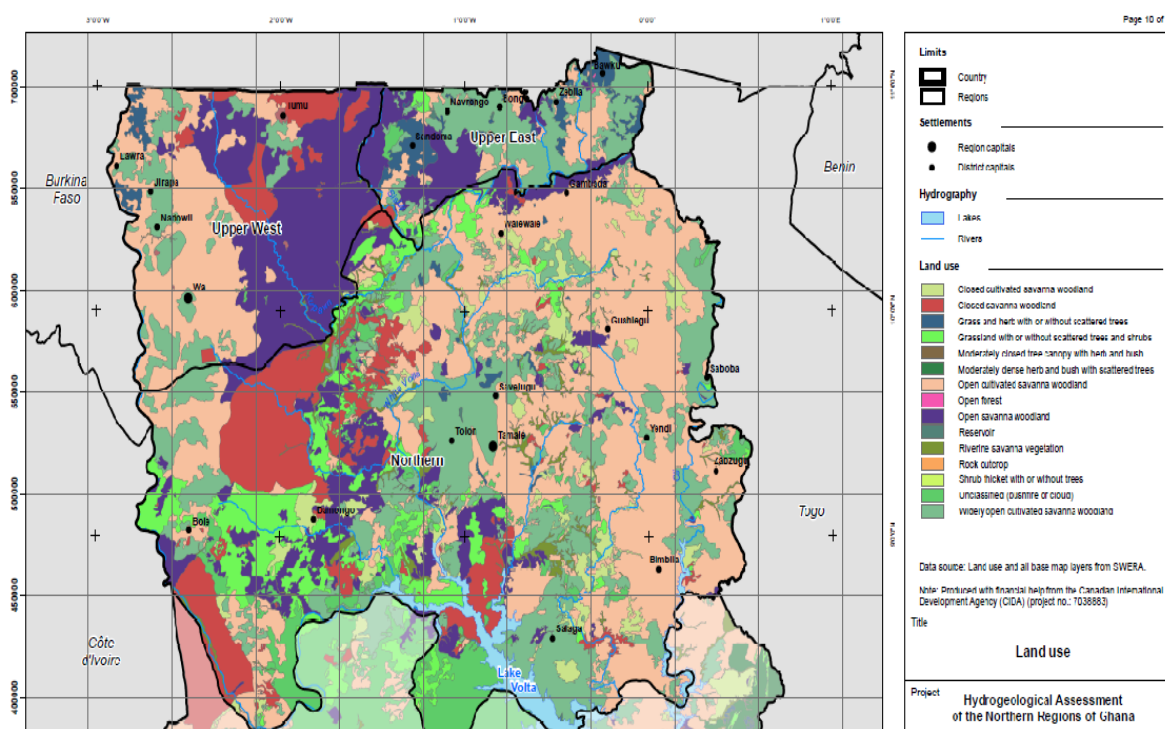 3°00'W 2°00'W 1°00'W 0°00' 1°00'E
Page 10 of
700000
650000
600000
550000
500000
450000
400000
Burkina
Faso
Benin
Togo
Côte
d'Ivoire
Upper West
Upper East
Northern
Lake
Volta
Tumu
Navrongo
Bongo
Zebila
Bawku
Sandema
Lawra
Jirapa
Nadowli
Gambaga
Walewale
Wa
Gushiegu
Saboba
Savelugu
Tolon
Tamale
Yendi
Zabzugu
Bole
Damongo
Bimbilla
Salaga
Limits
Country
Regions
Settlements
Region capitals
District capitals
Hydrography
Lakes
Rivers
Land use
Closed cultivated savanna woodland
Closed savanna woodland
Grass and herb with or without scattered trees
Grassland with or without scattered trees and shrubs
Moderately closed tree canopy with herb and bush
Moderately dense herb and bush with scattered trees
Open cultivated savanna woodland
Open forest
Open savanna woodland
Reservoir
Riverine savanna vegetation
Rock outcrop
Shrub thicket with or without trees
Unclassified (bushfire or cloud)
Widely open cultivated savanna woodland
Data source: Land use and all base map layers from SWERA.
Note: Produced with financial help from the Canadian International
Development Agency (CIDA) (project no.: 7038883)
Title
Land use
Project
Hydrogeological Assessment
of the Northern Regions of Ghana